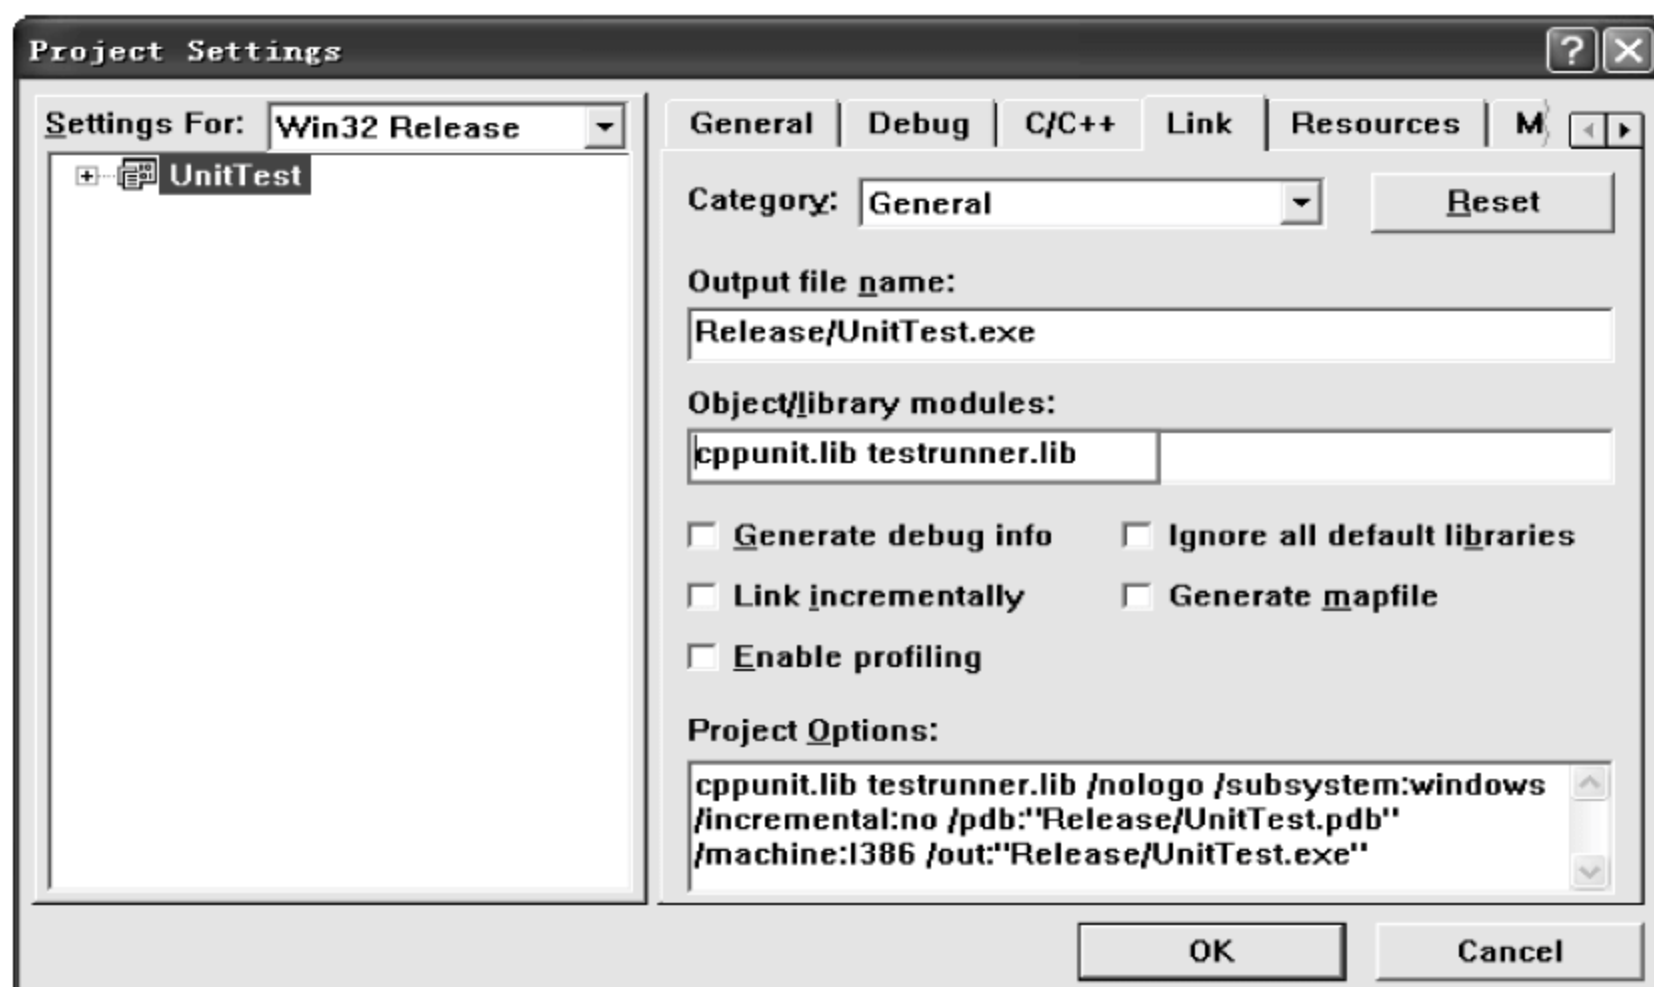 Project Settings
Settings For: Win32 Release
UnitTest
General Debug C/C++ Link Resources M
Category: General Reset
Output file name:
Release/UnitTest.exe
Object/library modules:
cppunit.lib testrunner.lib
Generate debug info Ignore all default libraries
Link incrementally Generate mapfile
Enable profiling
Project Options:
cppunit.lib testrunner.lib /nologo /subsystem:windows
/incremental:no /pdb:"Release/UnitTest.pdb"
/machine:I386 /out:"Release/UnitTest.exe"
OK Cancel